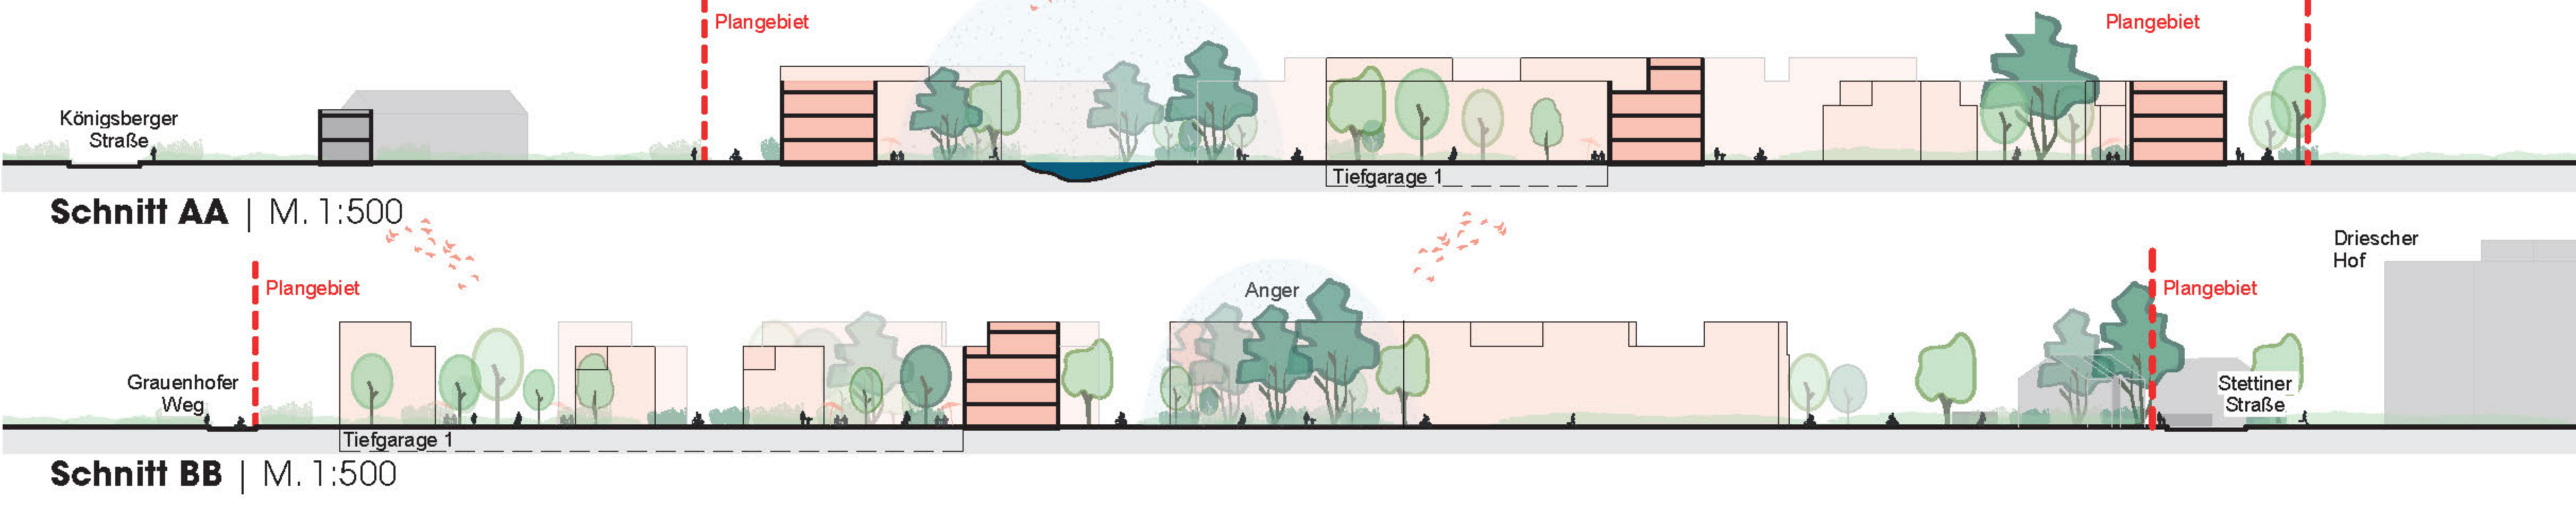 Plangebiet
Plangebiet
Königsberger
Straße
Tiefgarage 1
Schnitt AA | M. 1:500
Driescher
Hof
Plangebiet
Anger
Plangebiet
Grauenhofer
Weg
Stettiner
Straße
Tiefgarage 1
Schnitt BB | M. 1:500